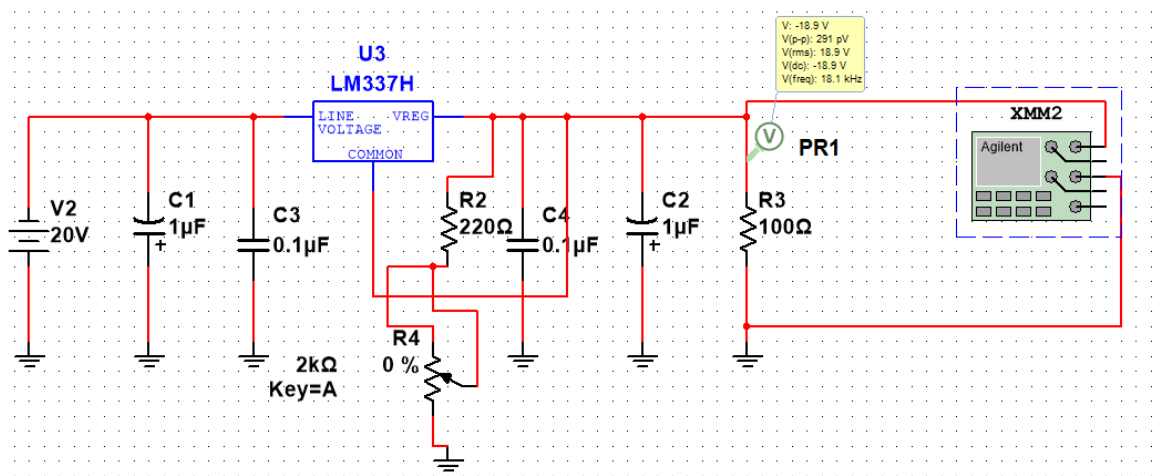 V: -18.9 V
V(p-p): 291 pV
V(rms): 18.9 V
V(dc): -18.9 V
V(freq): 18.1 kHz
U3
LM337H
LINE VREG
VOLTAGE
COMMON
XMM2
Agilent
PR1
V
V2
20V
C1
1µF
+
C3
0.1µF
R2
220Ω
C4
0.1µF
C2
1µF
+
R3
100Ω
R4
2kΩ 0 %
Key=A